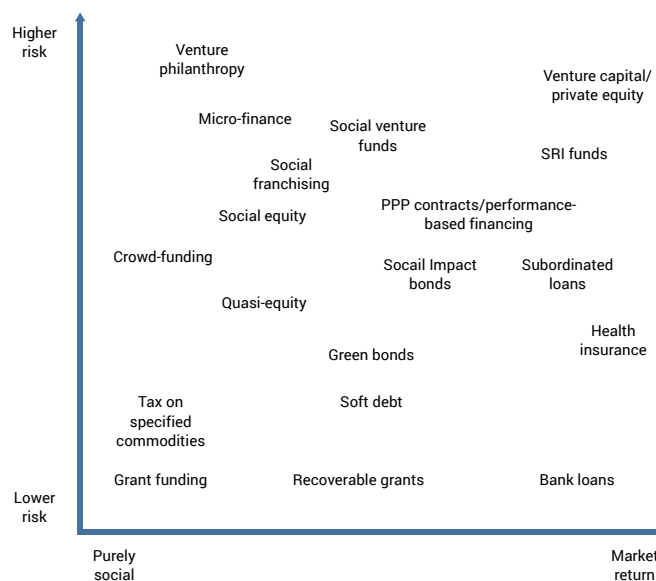 Higher
risk
Venture
philanthropy
Venture capital/
private equity
Micro-finance
Social venture
funds
SRI funds
Social
franchising
PPP contracts/performance-
based financing
Social equity
Crowd-funding
Socail Impact
bonds
Subordinated
loans
Quasi-equity
Health
insurance
Green bonds
Tax on
specified
commodities
Soft debt
Grant funding
Recoverable grants
Bank loans
Lower
risk
Purely
social
Market
return